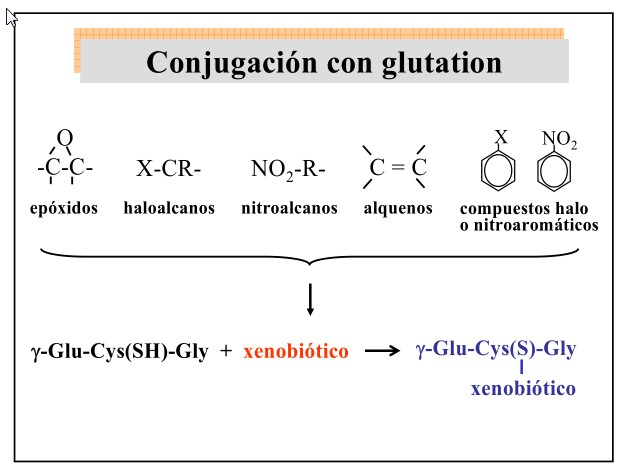 Conjugación con glutation
O
-C-C-
X-CR-
NO2-R-
C = C
X
NO2
epóxidos
haloalcanos
nitroalcanos
alquenos
compuestos halo
o nitroaromáticos
γ-Glu-Cys(SH)-Gly + xenobiótico → γ-Glu-Cys(S)-Gly
xenobiótico